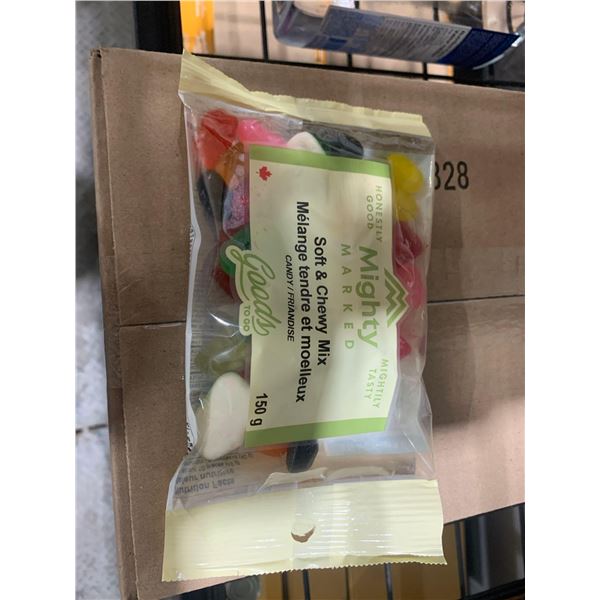 HONESTLY
GOOD
MIGHTILY
TASTY
Mighty
MARKED
Soft & Chewy Mix
Mélange tendre et moelleux
CANDY / FRIANDISE
goods
TO GO
150 g
328